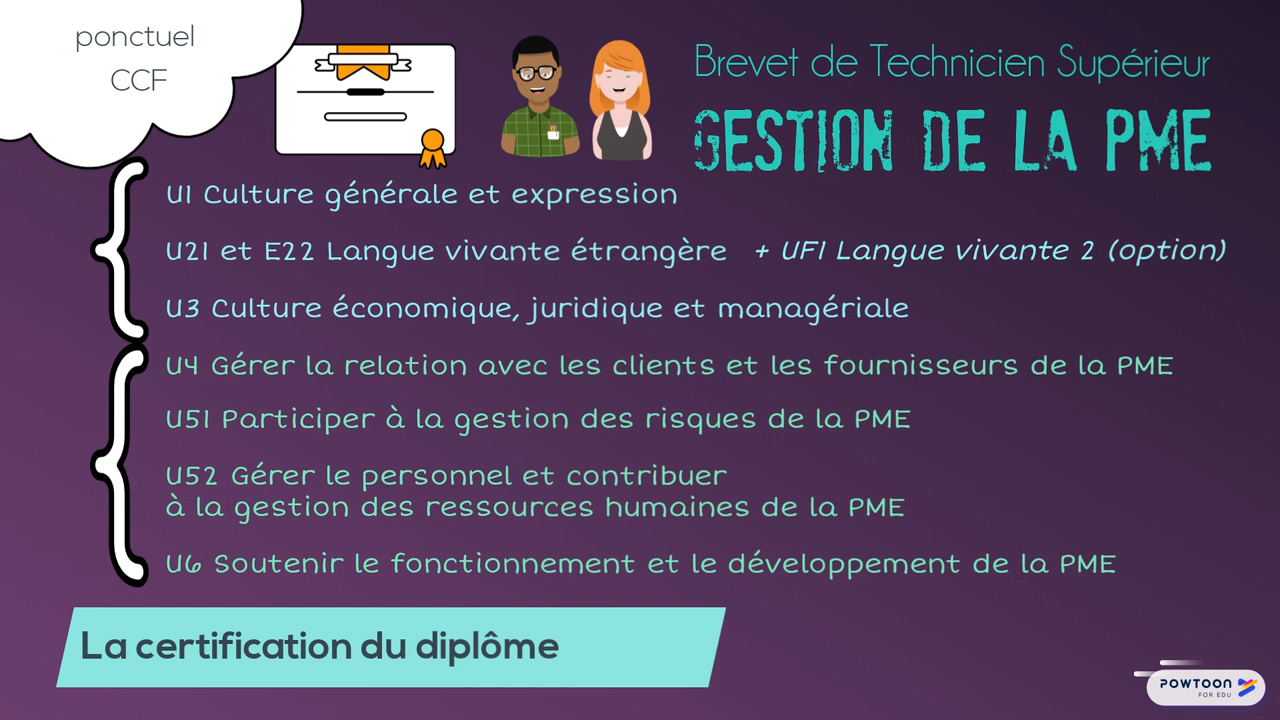 ponctuel
CCF
Brevet de Technicien Supérieur
GESTION DE LA PME
U1 Culture générale et expression
U21 et E22 Langue vivante étrangère + UF1 Langue vivante 2 (option)
U3 Culture économique, juridique et managériale
U4 Gérer la relation avec les clients et les fournisseurs de la PME
U51 Participer à la gestion des risques de la PME
U52 Gérer le personnel et contribuer
à la gestion des ressources humaines de la PME
U6 Soutenir le fonctionnement et le développement de la PME
La certification du diplôme
POWTOON
FOR EDU